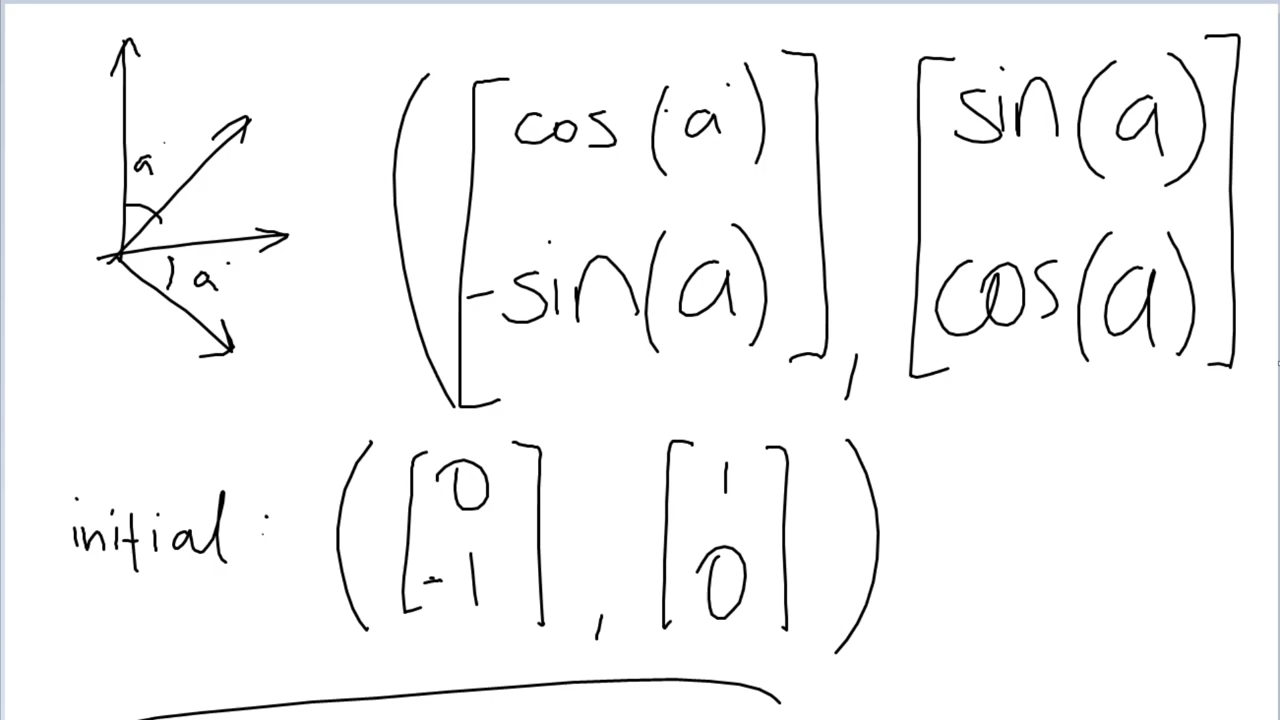 a
a
( [ cos(a) ] [ sin(a) ]
[ -sin(a) ] , [ cos(a) ]
initial: ( [ 0 ] [ 1 ] )
( [ -1 ] , [ 0 ] )